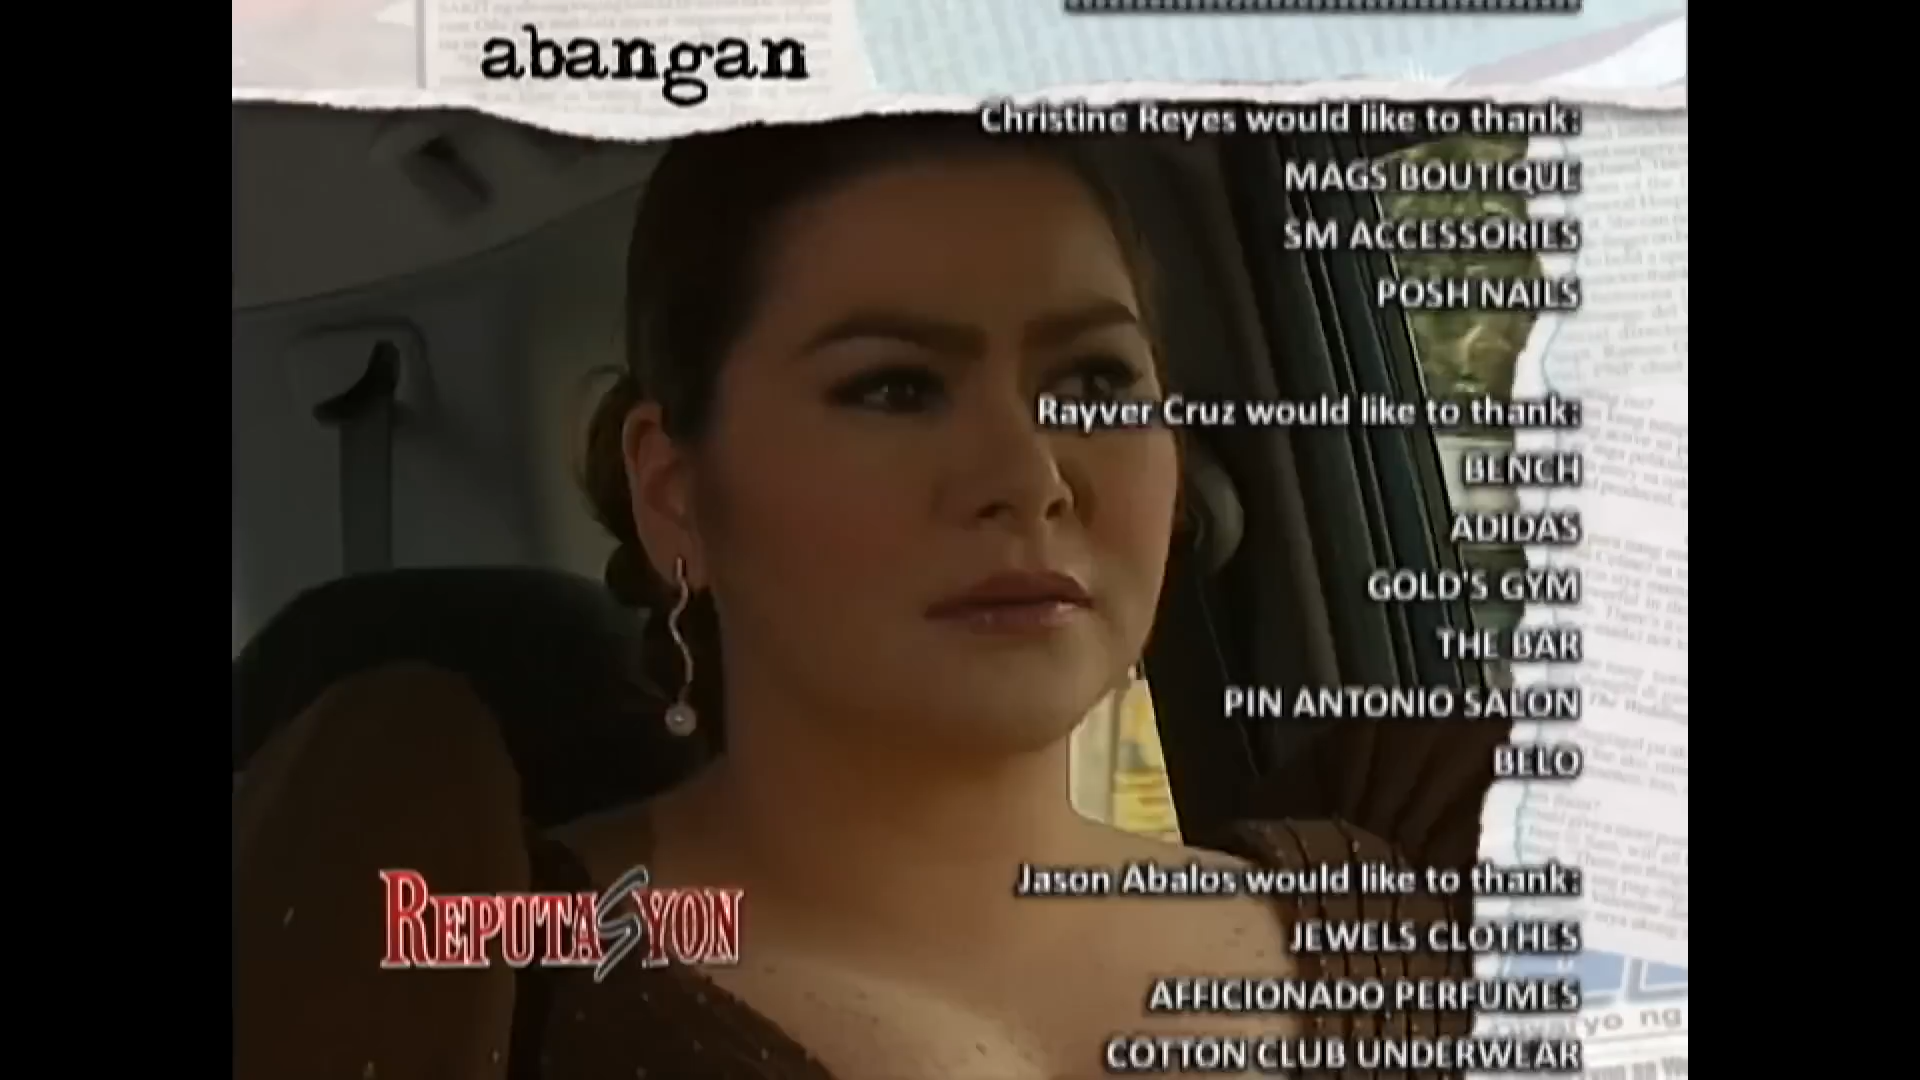 abangan
Christine Reyes would like to thank:
MAGS BOUTIQUE
SM ACCESSORIES
POSH NAILS
Rayver Cruz would like to thank:
BENCH
ADIDAS
GOLD'S GYM
THE BAR
PIN ANTONIO SALON
BELO
Jason Abalos would like to thank:
JEWELS CLOTHES
AFFICIONADO PERFUMES
COTTON CLUB UNDERWEAR
REPUTASYON